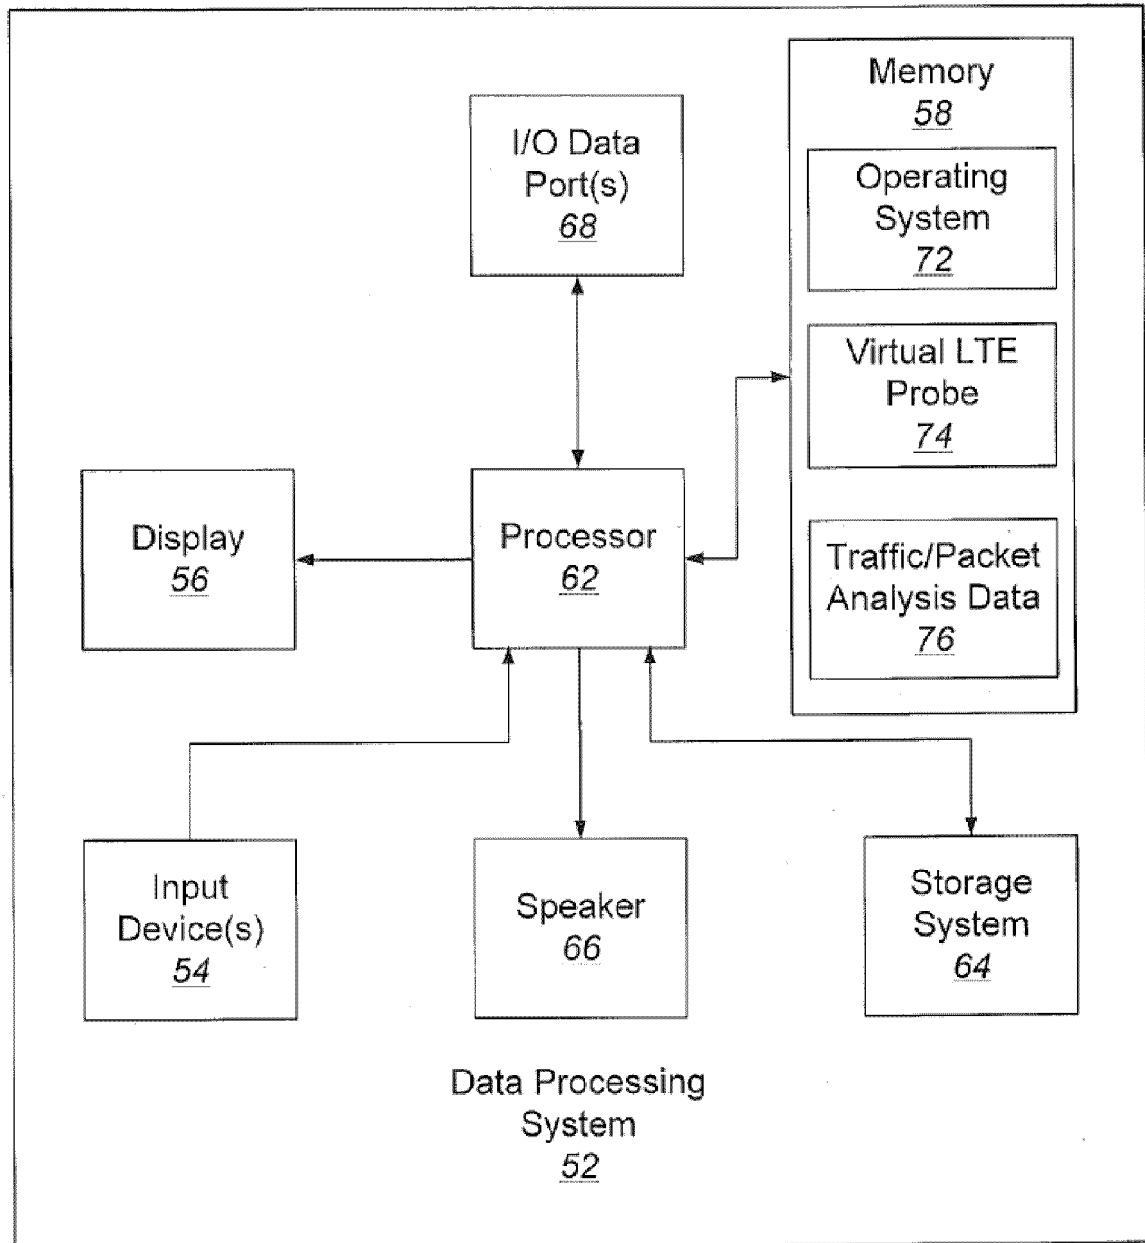 Memory
58
I/O Data
Port(s)
68
Operating
System
72
Virtual LTE
Probe
74
Display
56
Processor
62
Traffic/Packet
Analysis Data
76
Input
Device(s)
54
Speaker
66
Storage
System
64
Data Processing
System
52